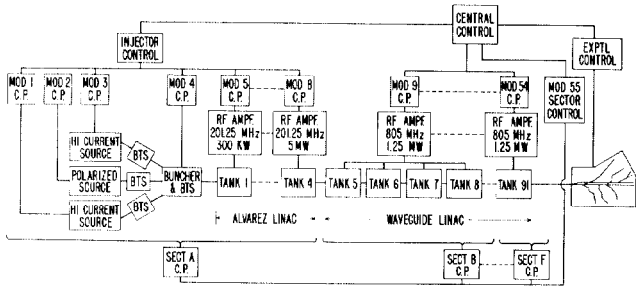 CENTRAL
CONTROL
INJECTOR
CONTROL
EXPTL
CONTROL
MOD 1
C.P.
MOD 2
C.P.
MOD 3
C.P.
MOD 4
C.P.
MOD 5
C.P.
MOD 8
C.P.
MOD 9
C.P.
MOD 54
C.P.
MOD 55
SECTOR
CONTROL
RF AMPF
201.25 MHz
300 KW
RF AMPF
201.25 MHz
5 MW
RF AMPF
805 MHz
1.25 MW
RF AMPF
805 MHz
1.25 MW
HI CURRENT
SOURCE
BTS
POLARIZED
SOURCE
BTS
HI CURRENT
SOURCE
BTS
BUNCHER
& BTS
TANK 1
TANK 4
TANK 5
TANK 6
TANK 7
TANK 8
TANK 91
ALVAREZ LINAC
WAVEGUIDE LINAC
SECT A
C.P.
SECT B
C.P.
SECT F
C.P.